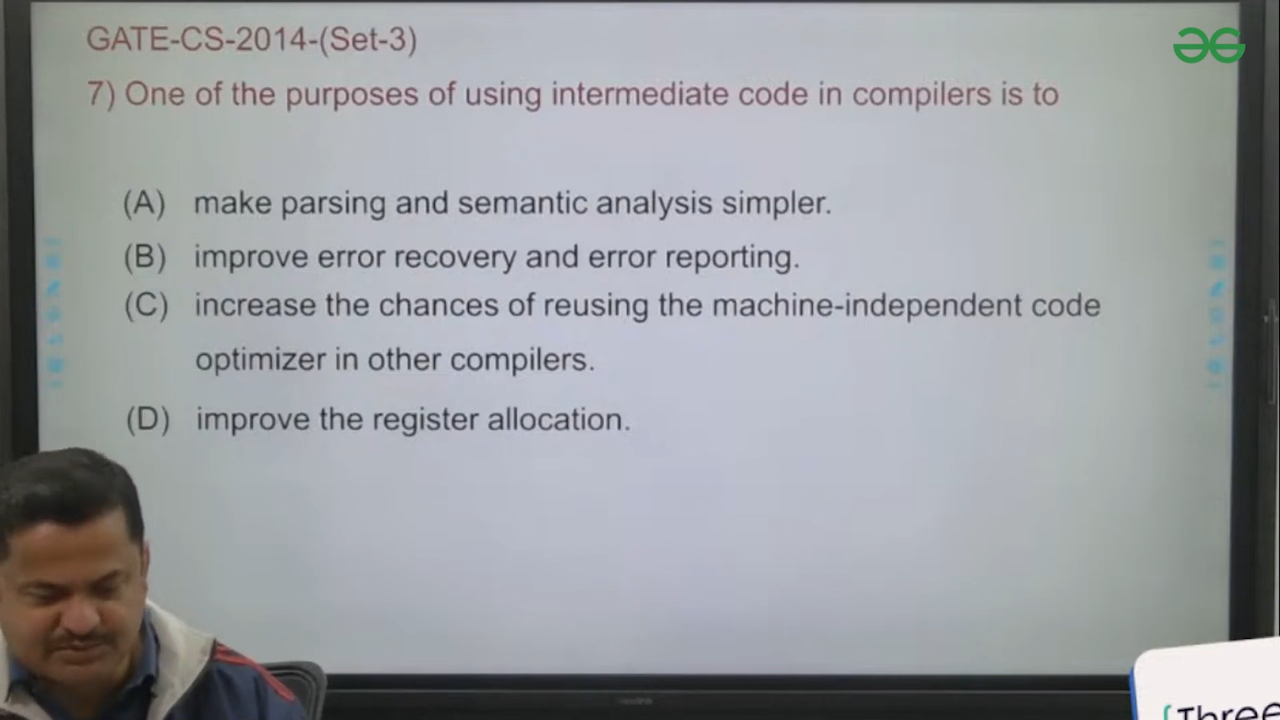 GATE-CS-2014-(Set-3)
7) One of the purposes of using intermediate code in compilers is to
(A) make parsing and semantic analysis simpler.
(B) improve error recovery and error reporting.
(C) increase the chances of reusing the machine-independent code
optimizer in other compilers.
(D) improve the register allocation.
{Three